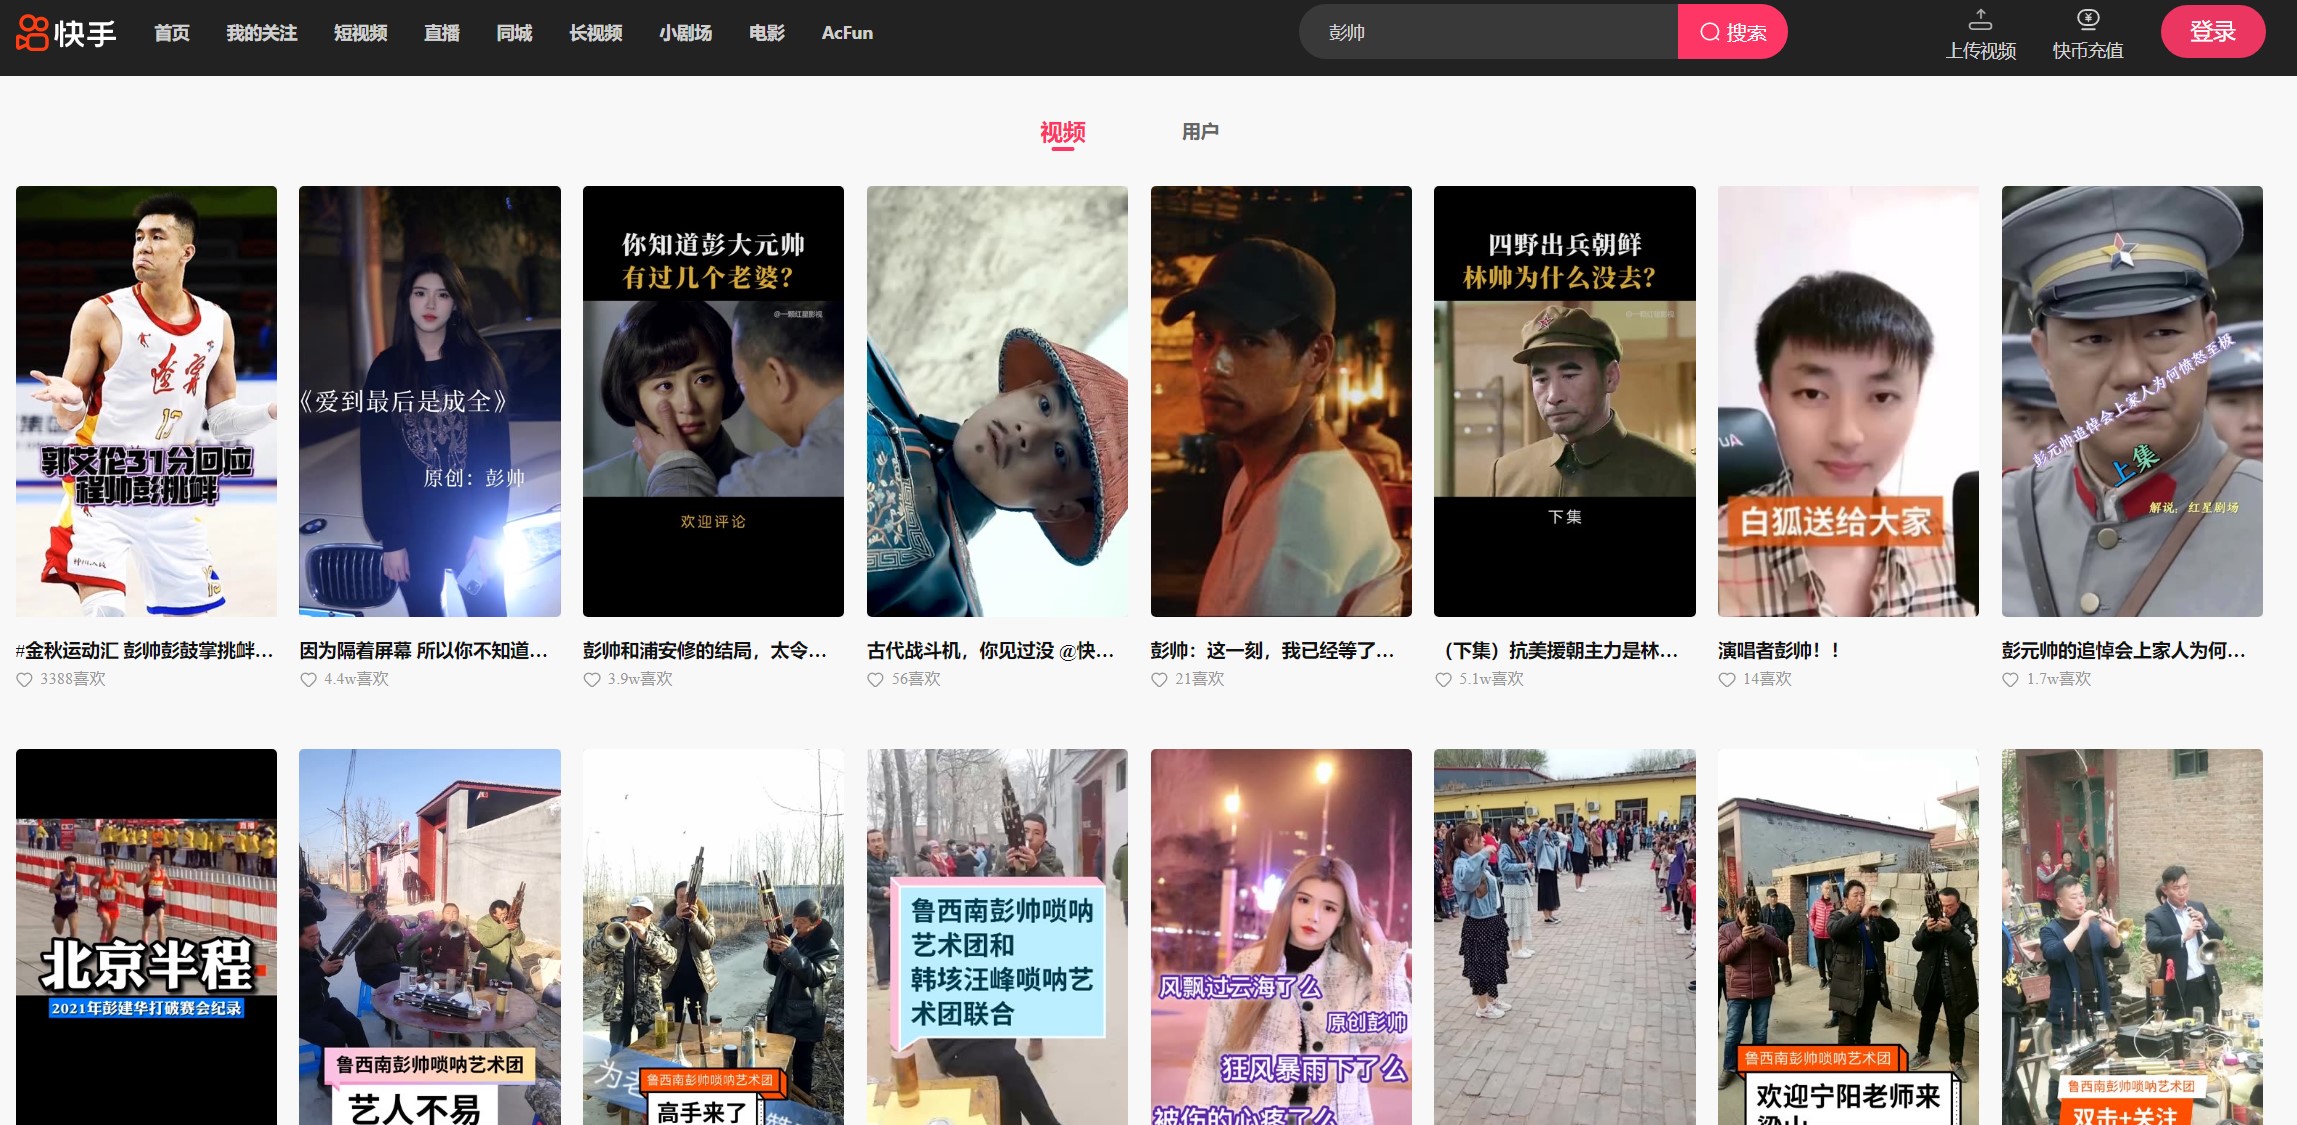 快手 首页 我的关注 短视频 直播 同城 长视频 小剧场 电影 AcFun 彭帅 搜索 上传视频 快币充值 登录
视频 用户
郭艾伦31分回应
程帅彭挑衅
《爱到最后是成全》
原创：彭帅
你知道彭大元帅
有过几个老婆？
@一颗红星影视
欢迎评论
四野出兵朝鲜
林帅为什么没去？
@一颗红星影视
下集
白狐送给大家
彭元帅追悼会上家人为何愤怒至极
上集
解说：红星剧场
#金秋运动汇 彭帅彭鼓掌挑衅...
3388喜欢
因为隔着屏幕 所以你不知道...
4.4w喜欢
彭帅和浦安修的结局，太令...
3.9w喜欢
古代战斗机，你见过没 @快...
56喜欢
彭帅：这一刻，我已经等了...
21喜欢
（下集）抗美援朝主力是林...
5.1w喜欢
演唱者彭帅！！
14喜欢
彭元帅的追悼会上家人为何...
1.7w喜欢
北京半程
2021年彭建华打破赛会纪录
鲁西南彭帅唢呐艺术团
艺人不易
鲁西南彭帅唢呐艺术团
高手来了
鲁西南彭帅唢呐
艺术团和
韩垓汪峰唢呐艺
术团联合
风飘过云海了么
原创彭帅
狂风暴雨下了么
被伤的心疼了么
鲁西南彭帅唢呐艺术团
欢迎宁阳老师来
梁山
鲁西南彭帅唢呐艺术团
双击+关注